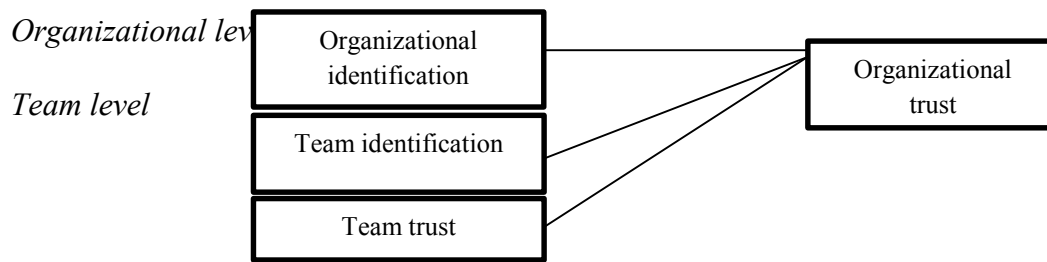 Organizational lev
Organizational
identification
Organizational
trust
Team level
Team identification
Team trust